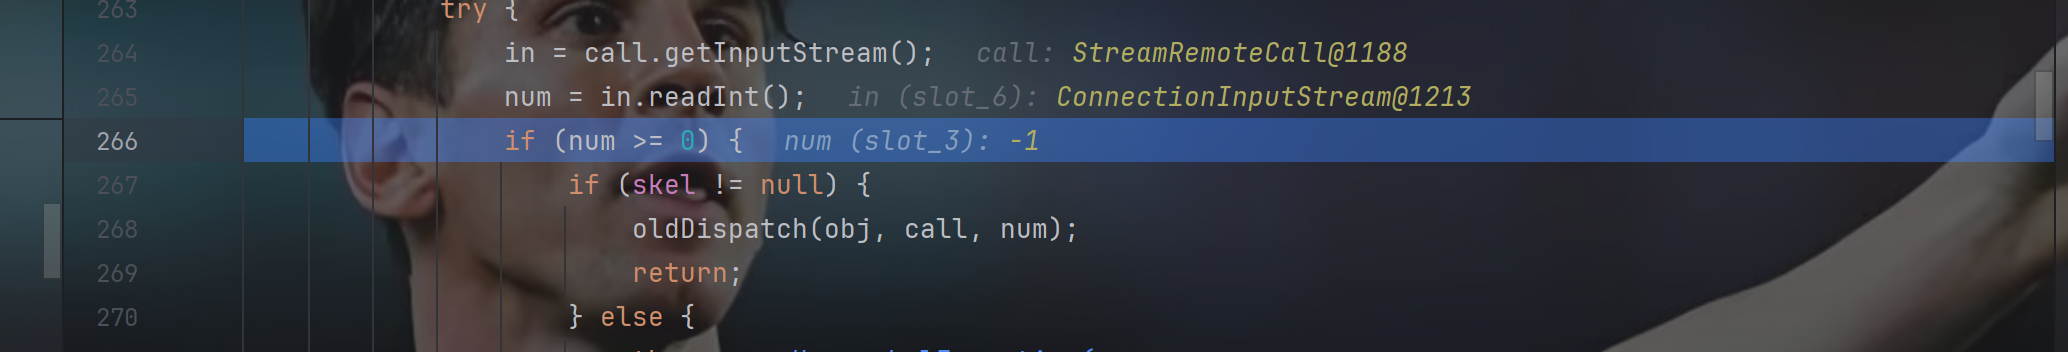 263 try {
264 in = call.getInputStream(); call: StreamRemoteCall@1188
265 num = in.readInt(); in (slot_6): ConnectionInputStream@1213
266 if (num >= 0) { num (slot_3): -1
267 if (skel != null) {
268 oldDispatch(obj, call, num);
269 return;
270 } else {